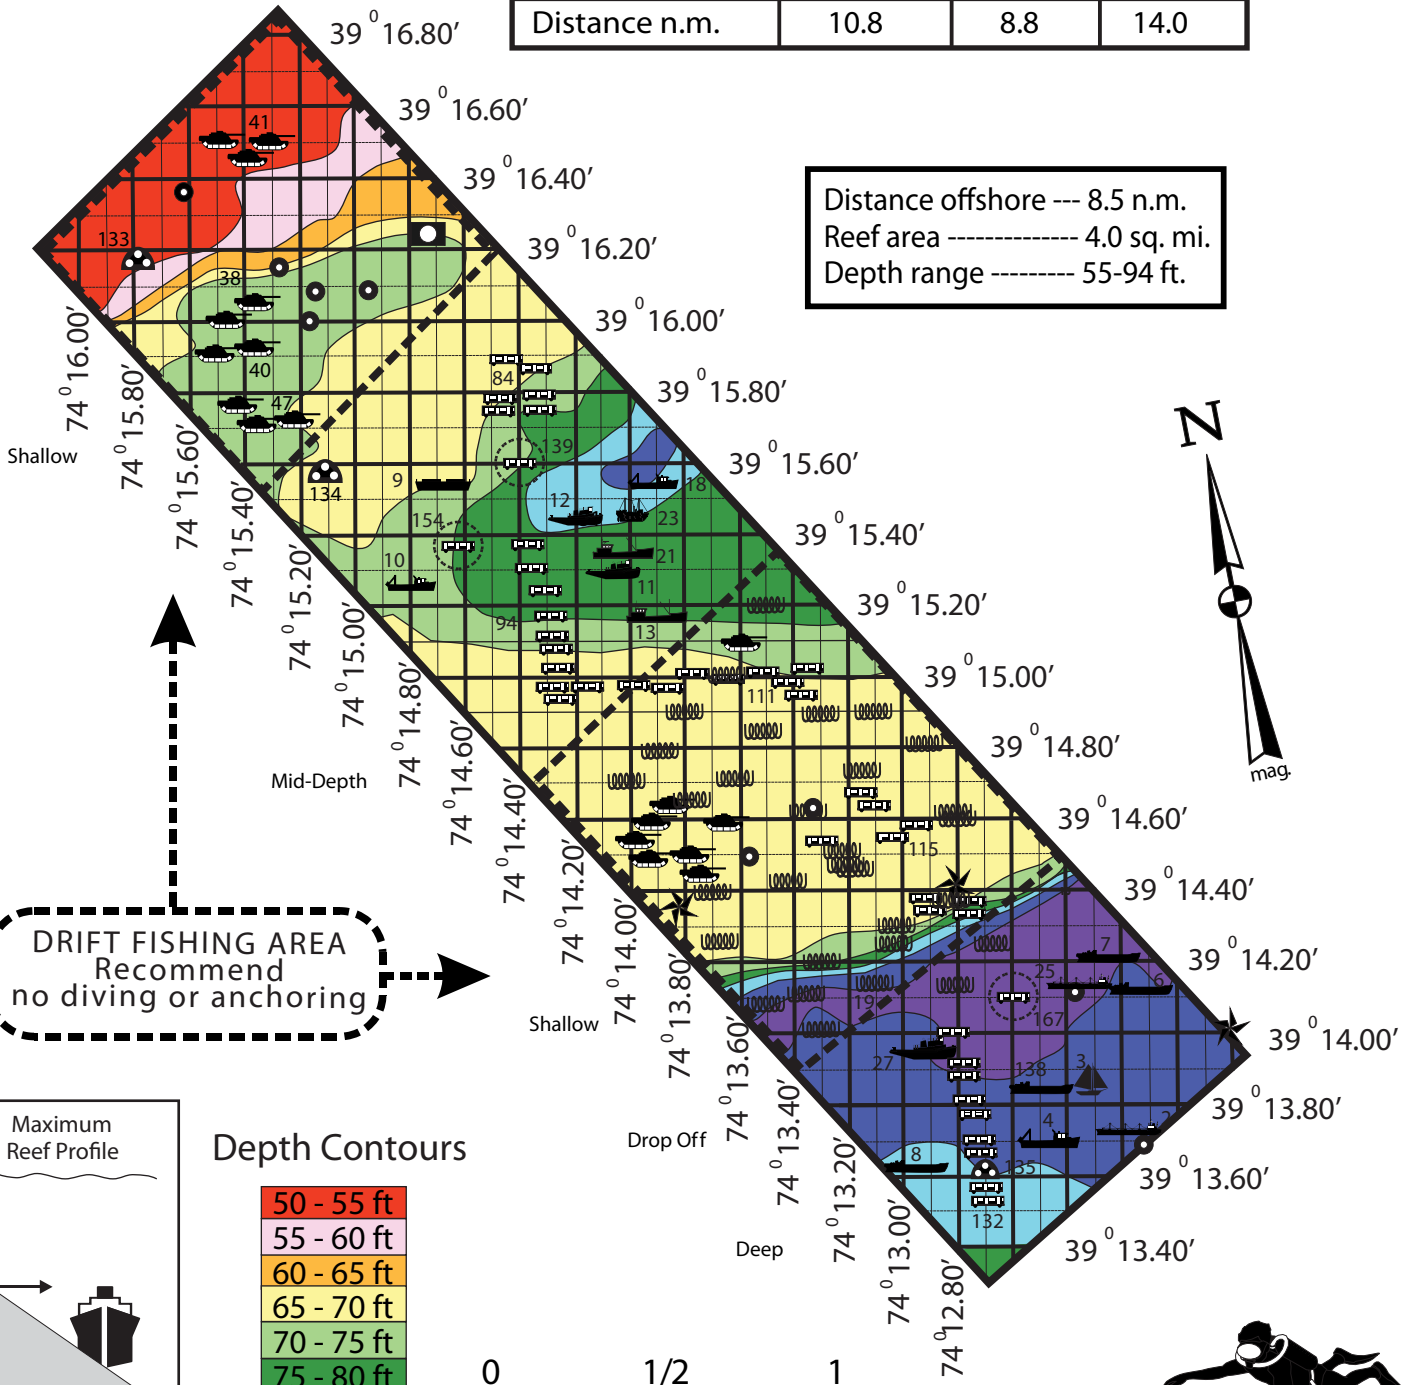 Distance n.m. 10.8 8.8 14.0
39 0 16.80′
39 0 16.60′
39 0 16.40′
39 0 16.20′
39 0 16.00′
39 0 15.80′
39 0 15.60′
39 0 15.40′
39 0 15.20′
39 0 15.00′
39 0 14.80′
39 0 14.60′
39 0 14.40′
39 0 14.20′
39 0 14.00′
39 0 13.80′
39 0 13.60′
39 0 13.40′
Distance offshore --- 8.5 n.m.
Reef area -------------- 4.0 sq. mi.
Depth range --------- 55-94 ft.
N
mag.
41
133
38
40
47
84
139
134
9
18
12
23
154
21
10
11
94
13
111
115
7
25
6
19
167
27
138
3
4
2
8
135
132
74 0 16.00′
74 0 15.80′
74 0 15.60′
74 0 15.40′
74 0 15.20′
74 0 15.00′
74 0 14.80′
74 0 14.60′
74 0 14.40′
74 0 14.20′
74 0 14.00′
74 0 13.80′
74 0 13.60′
74 0 13.40′
74 0 13.20′
74 0 13.00′
74 0 12.80′
Shallow
Mid-Depth
Shallow
Drop Off
Deep
DRIFT FISHING AREA
Recommend
no diving or anchoring
Maximum
Reef Profile
Depth Contours
50 - 55 ft
55 - 60 ft
60 - 65 ft
65 - 70 ft
70 - 75 ft
75 - 80 ft
0 1/2 1